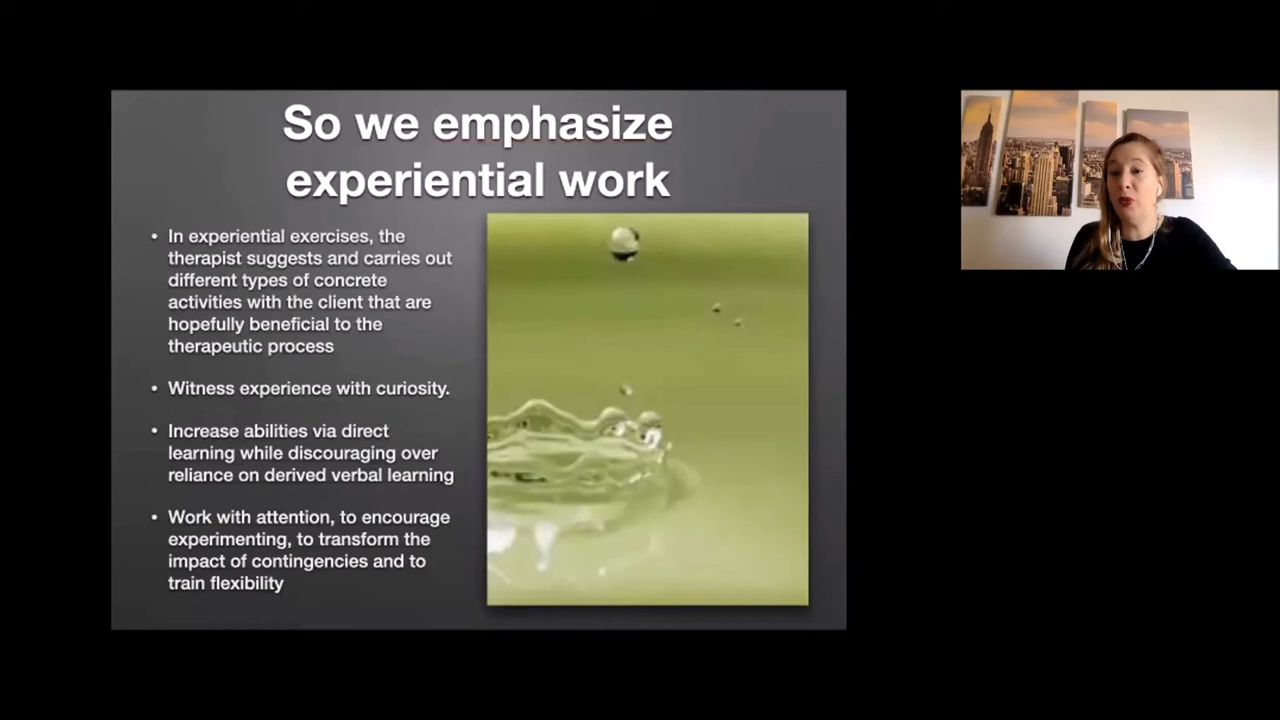 So we emphasize
experiential work
• In experiential exercises, the
therapist suggests and carries out
different types of concrete
activities with the client that are
hopefully beneficial to the
therapeutic process
• Witness experience with curiosity.
• Increase abilities via direct
learning while discouraging over
reliance on derived verbal learning
• Work with attention, to encourage
experimenting, to transform the
impact of contingencies and to
train flexibility